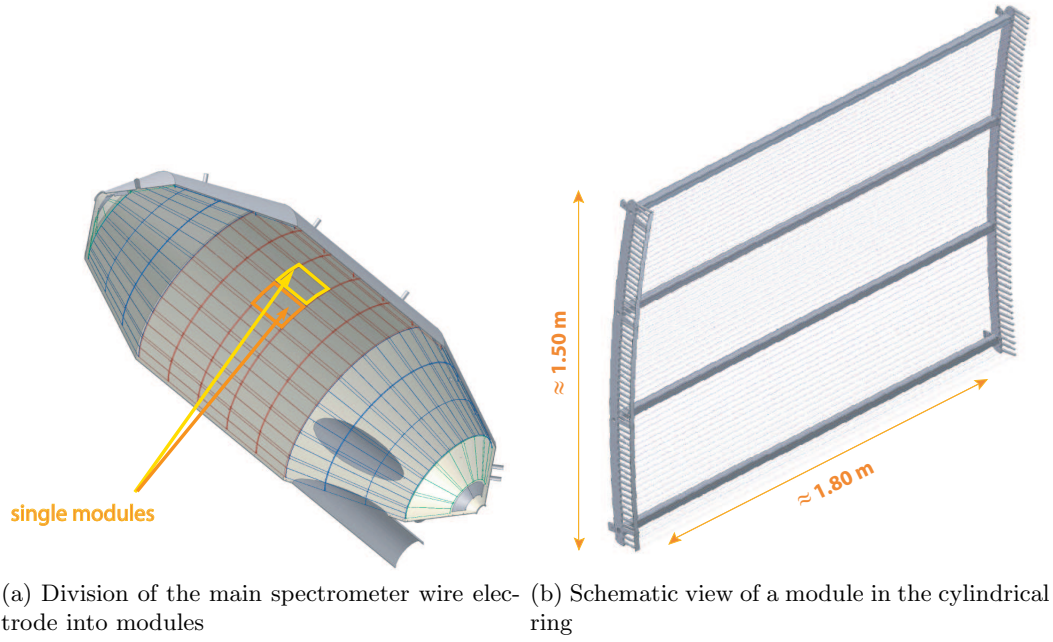 single modules
≈ 1.50 m
≈ 1.80 m
(a) Division of the main spectrometer wire elec-
trode into modules
(b) Schematic view of a module in the cylindrical
ring